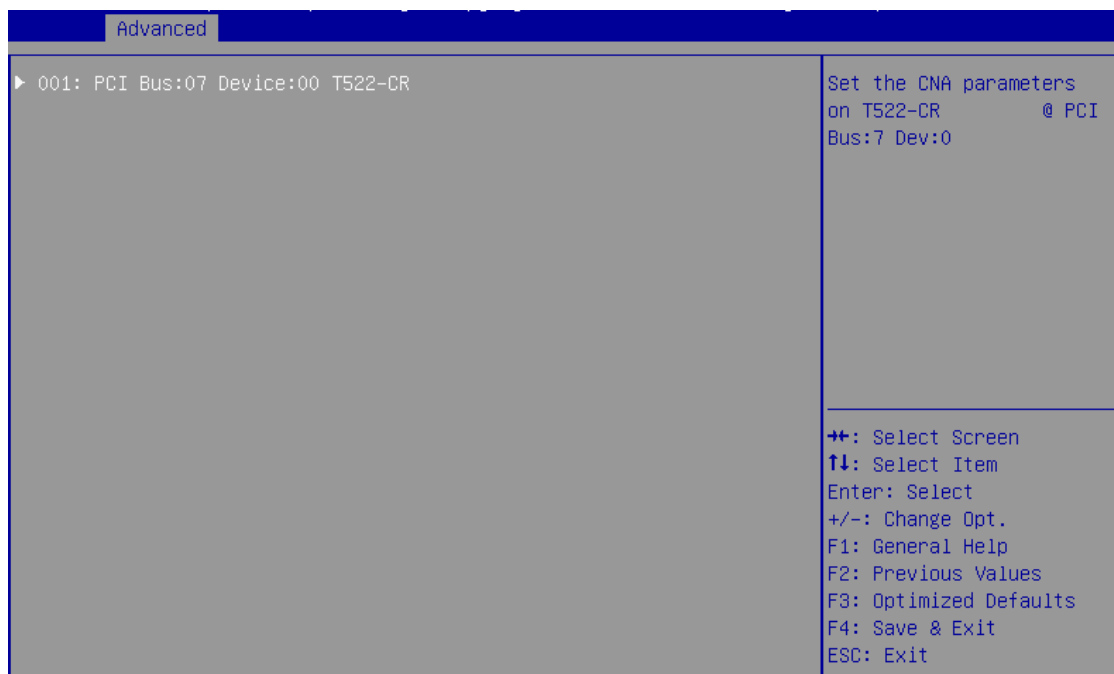 Advanced
▶ 001: PCI Bus:07 Device:00 T522-CR
Set the CNA parameters
on T522-CR @ PCI
Bus:7 Dev:0
→←: Select Screen
↑↓: Select Item
Enter: Select
+/-: Change Opt.
F1: General Help
F2: Previous Values
F3: Optimized Defaults
F4: Save & Exit
ESC: Exit